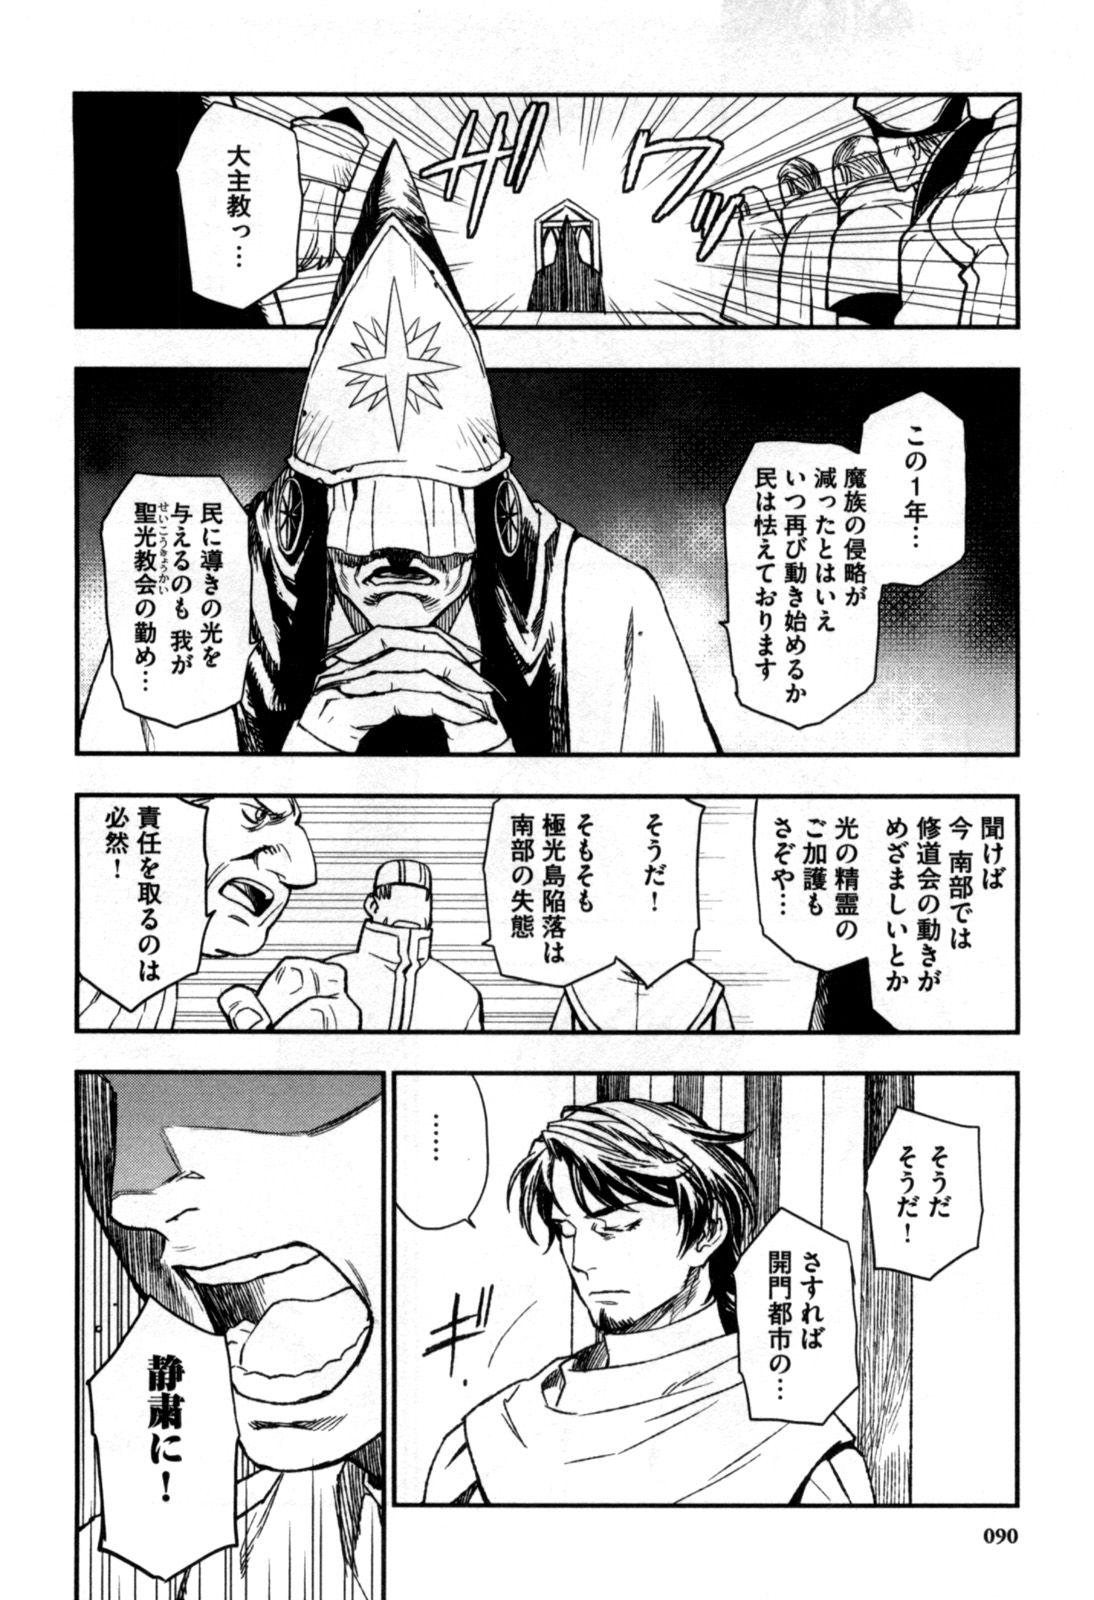 ザワッ
ザワッ
大主教っ…
この1年…
魔族の侵略が
減ったとはいえ
いつ再び動き始めるか
民は怯えております
民に導きの光を
与えるのも 我が
聖光教会の勤め…
せいこうきょうかい
聞けば
今 南部では
修道会の動きが
めざましいとか
光の精霊の
ご加護も
さぞや…
そうだ！
そもそも
極光島陥落は
南部の失態
責任を取るのは
必然！
そうだ
そうだ！
さすれば
開門都市の…
……
ギッ
静粛に！
090